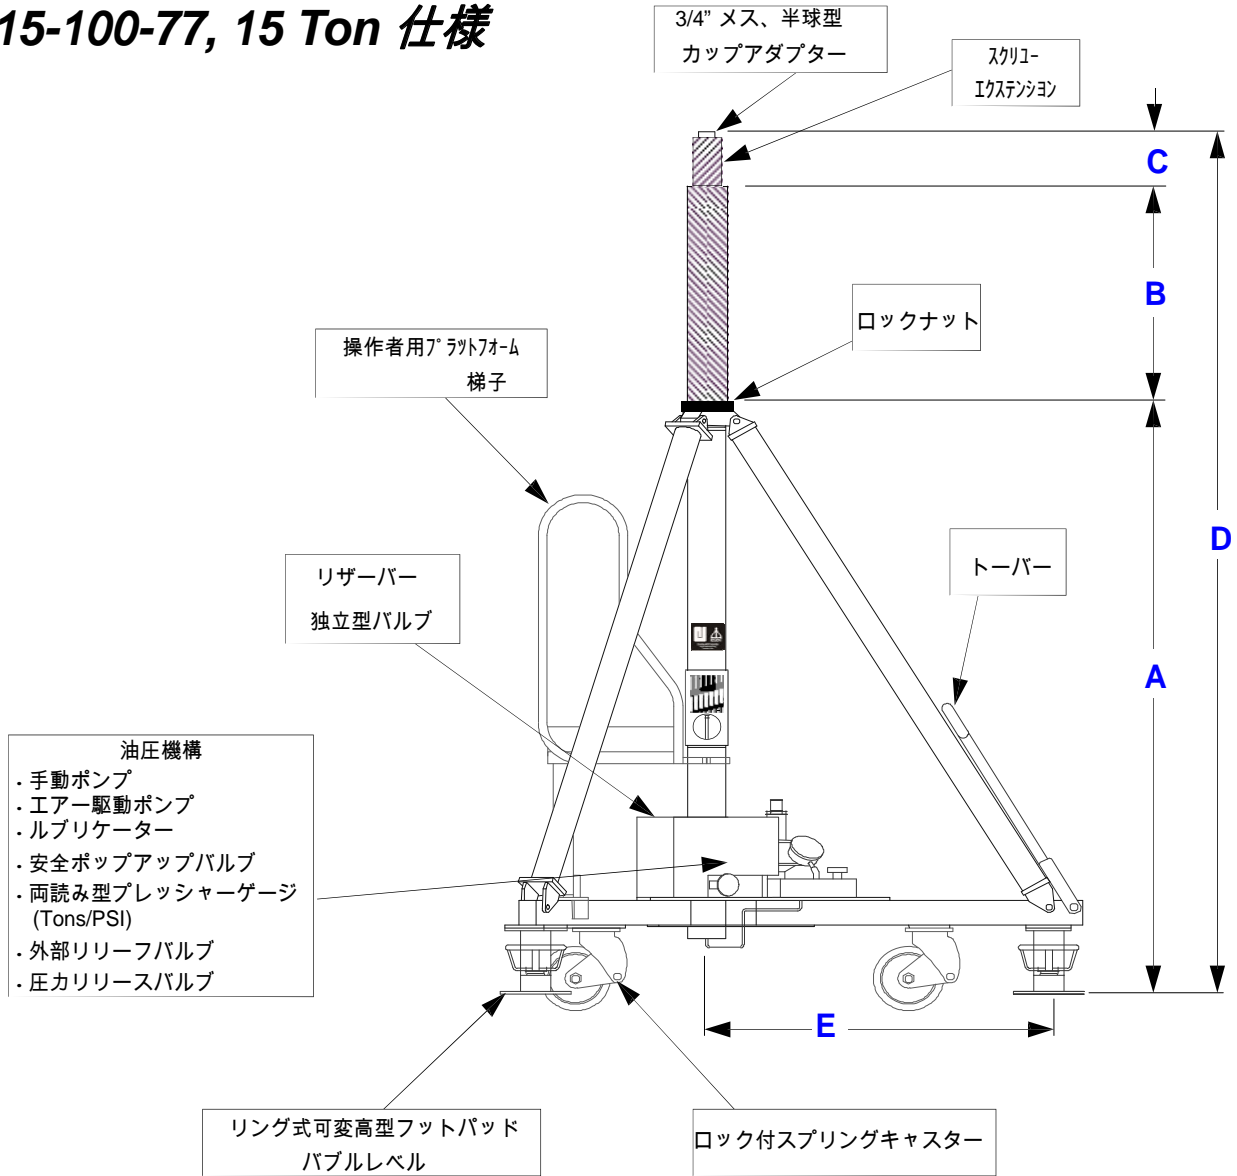 15-100-77, 15 Ton 仕様
3/4” メス、半球型
カップアダプター
ｽｸﾘｭｰ
ｴｸｽﾃﾝｼｮﾝ
C
B
ロックナット
操作者用ﾌﾟﾗｯﾄﾌｫｰﾑ
梯子
D
リザーバー
独立型バルブ
トーバー
A
油圧機構
. 手動ポンプ
. エアー駆動ポンプ
. ルブリケーター
. 安全ポップアップバルブ
. 両読み型プレッシャーゲージ
(Tons/PSI)
. 外部リリーフバルブ
. 圧力リリースバルブ
E
リング式可変高型フットパッド
バブルレベル
ロック付スプリングキャスター